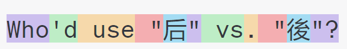 Who'd use "后" vs. "後"?